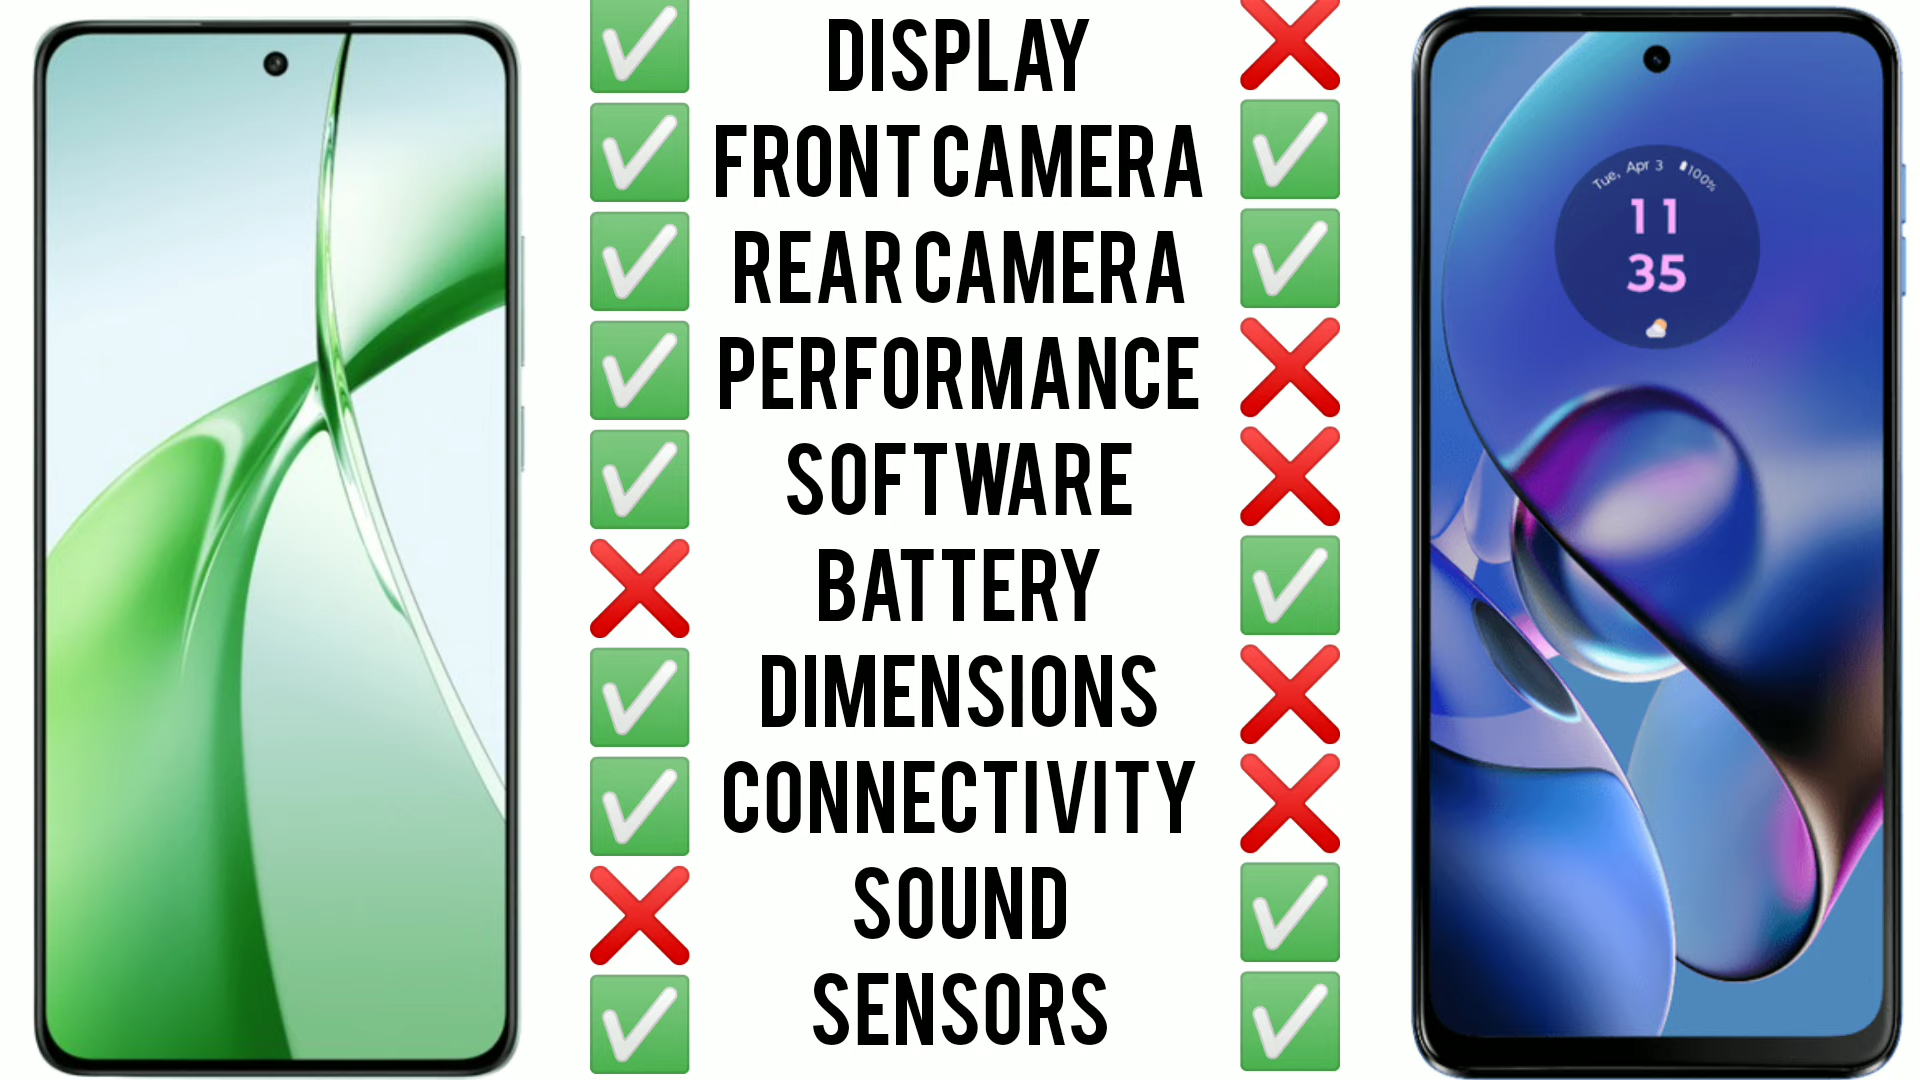 DISPLAY
FRONT CAMERA
REAR CAMERA
PERFORMANCE
SOFTWARE
BATTERY
DIMENSIONS
CONNECTIVITY
SOUND
SENSORS
Tue, Apr 3 100%
11
35